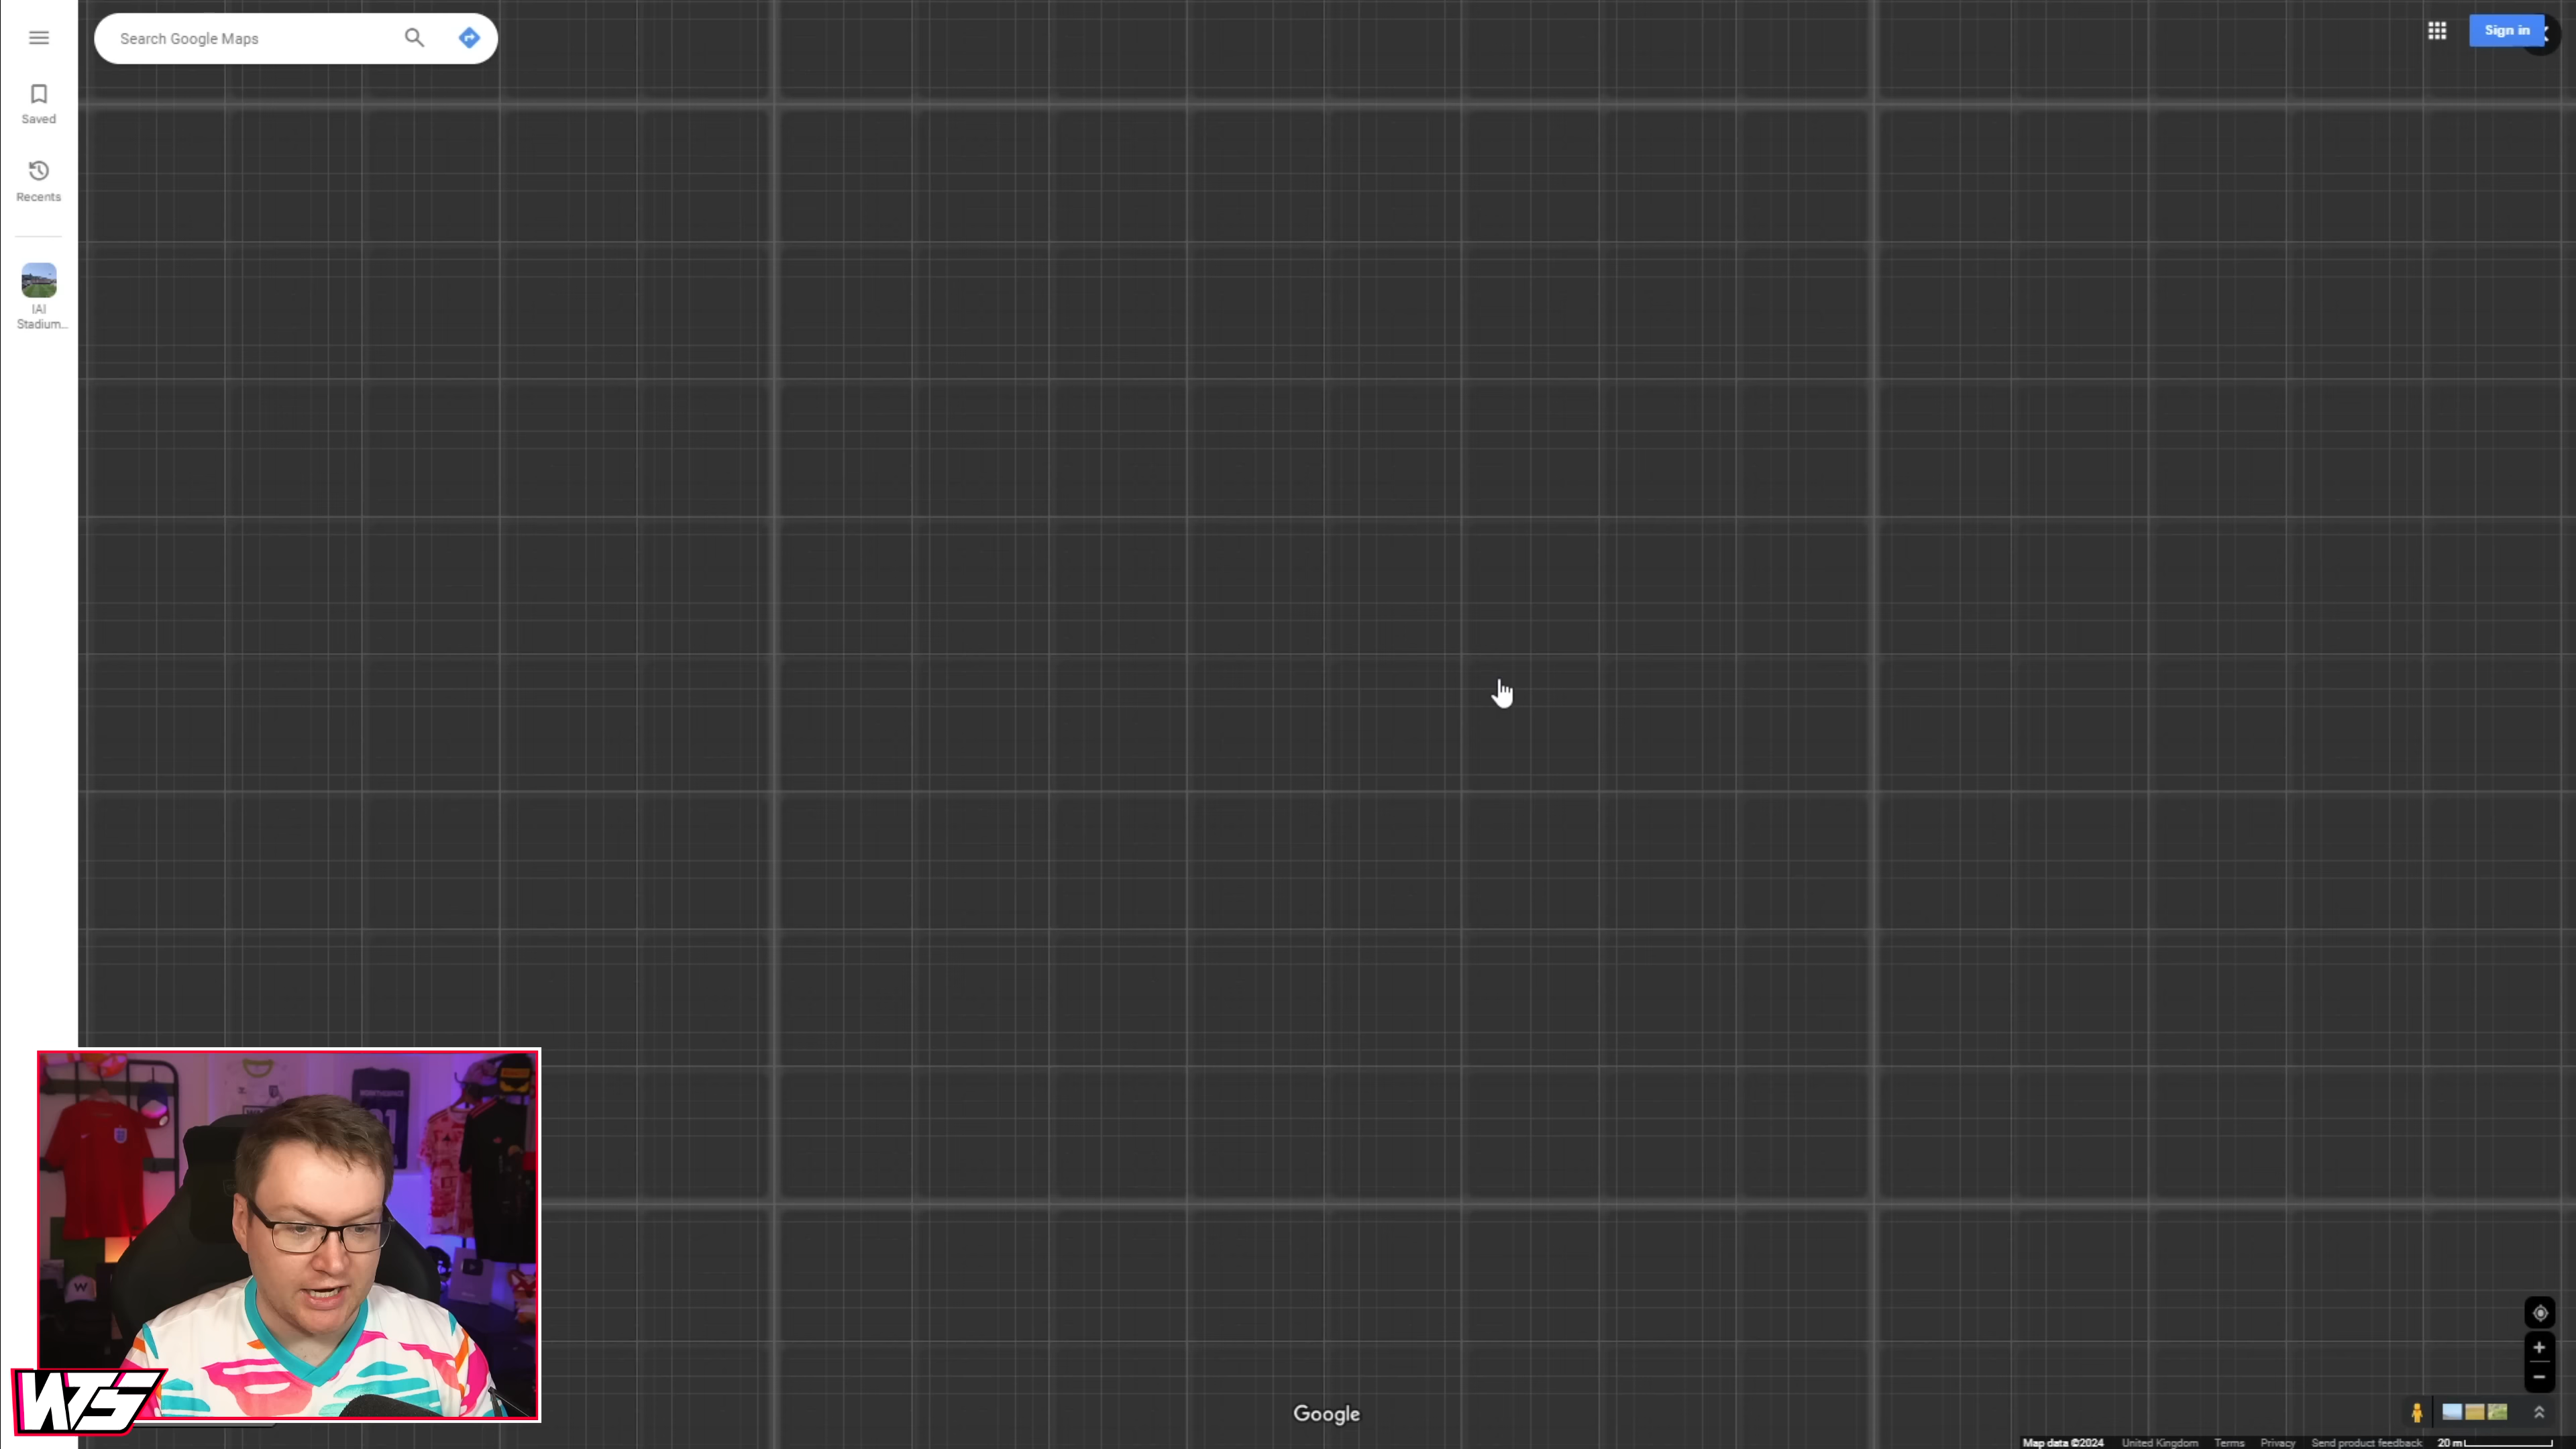 Search Google Maps
Sign in
Saved
Recents
IAI
Stadium...
W
WTS
Google
Map data ©2024 United Kingdom Terms Privacy Send product feedback 20 m